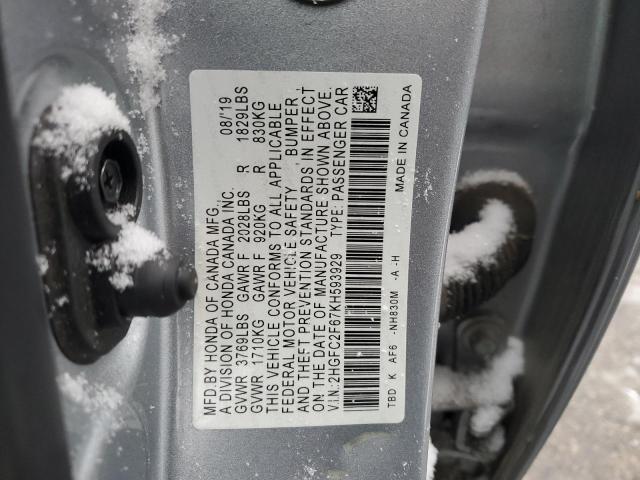 MFD.BY HONDA OF CANADA MFG., 08/'19
A DIVISION OF HONDA CANADA INC.
GVWR 3769LBS GAWR F 2028LBS R 1829LBS
GVWR 1710KG GAWR F 920KG R 830KG
THIS VEHICLE CONFORMS TO ALL APPLICABLE
FEDERAL MOTOR VEHICLE SAFETY , BUMPER,
AND THEFT PREVENTION STANDARDS IN EFFECT
ON THE DATE OF MANUFACTURE SHOWN ABOVE.
V.I.N.:2HGFC2F67KH593929 TYPE:PASSENGER CAR
TBD K AF6 -NH830M -A -H MADE IN CANADA